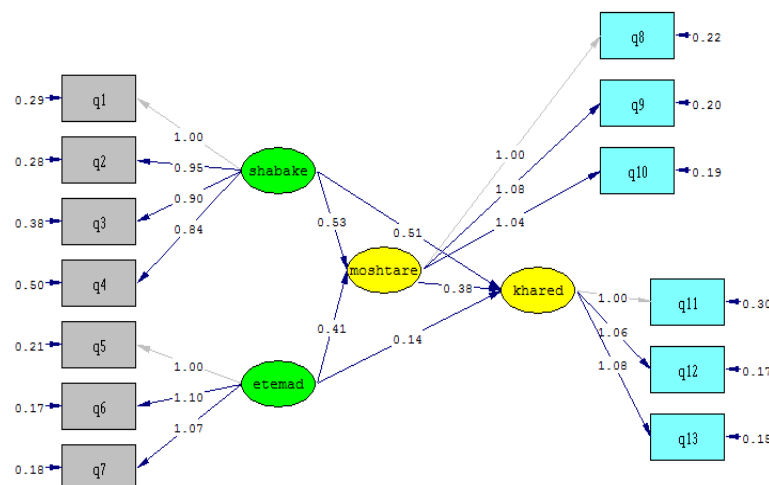 q8
0.22
0.29
q1
q9
0.20
1.00
q2
0.28
0.95
shabake
1.00
q10
0.19
1.08
q3
0.38
0.90
0.84
0.53
0.51
1.04
q4
0.50
moshtare
0.38
khared
1.00
q11
0.30
q5
0.21
0.41
0.14
1.06
1.00
1.08
q12
0.17
etemad
q6
0.17
1.10
1.07
q13
0.18
q7
0.18